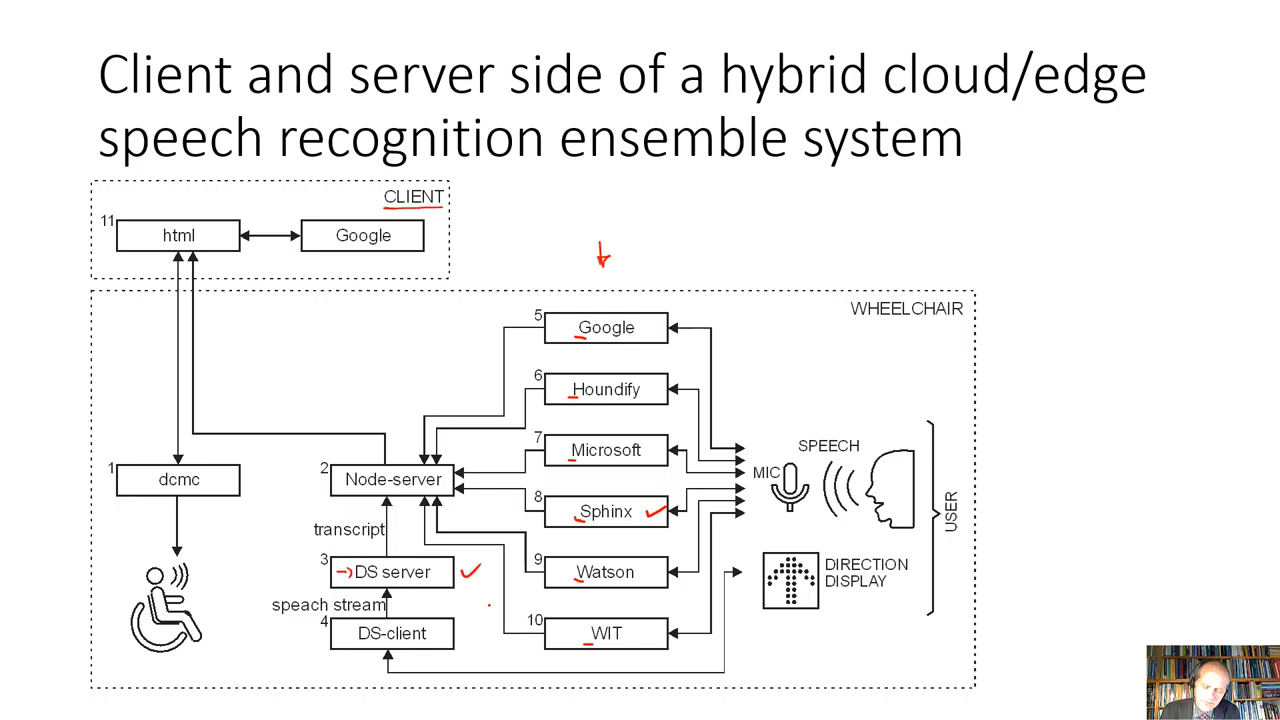 Client and server side of a hybrid cloud/edge
speech recognition ensemble system
CLIENT
11
html
Google
WHEELCHAIR
5
Google
6
Houndify
7
Microsoft
SPEECH
1
dcmc
2
Node-server
MIC
8
Sphinx
USER
transcript
3
DS server
9
Watson
DIRECTION
DISPLAY
speach stream
4
DS-client
10
WIT